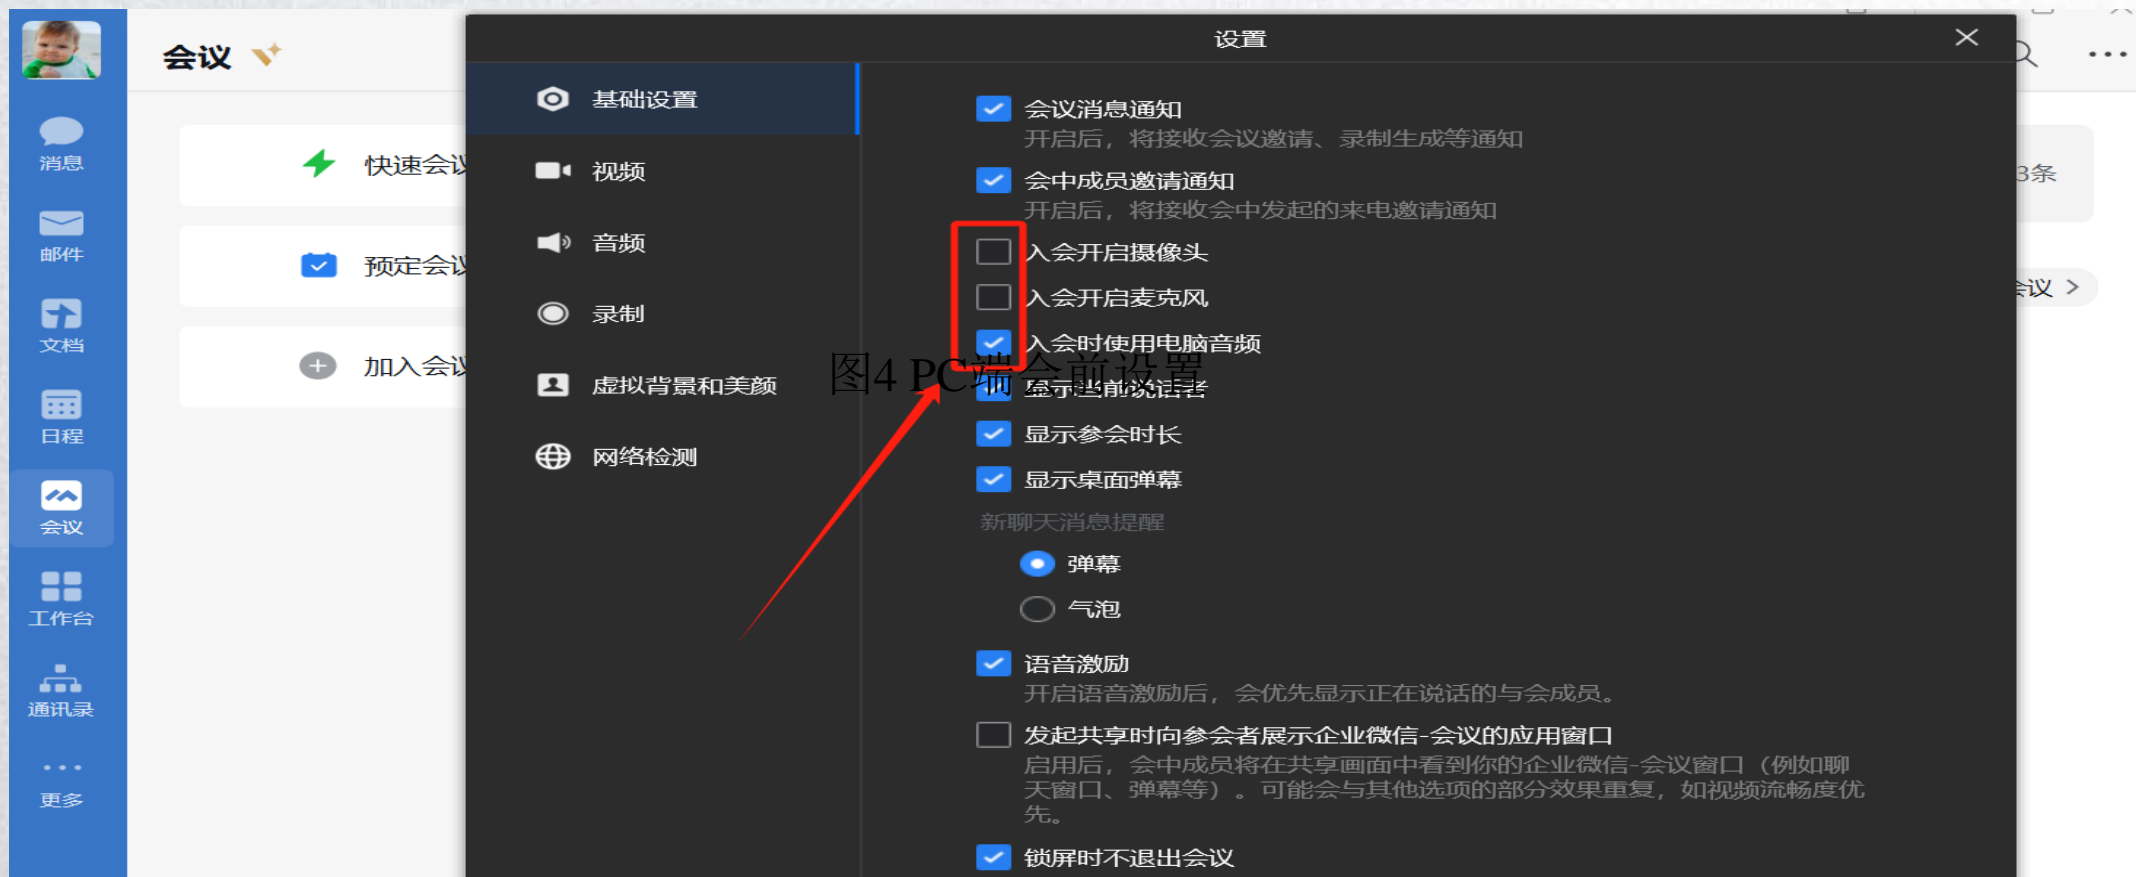 设置
会议
消息
邮件
文档
日程
会议
工作台
通讯录
更多
快速会议
预定会议
加入会议
3条
会议 >
基础设置
视频
音频
录制
虚拟背景和美颜
网络检测
会议消息通知
开启后，将接收会议邀请、录制生成等通知
会中成员邀请通知
开启后，将接收会中发起的来电邀请通知
入会开启摄像头
入会开启麦克风
入会时使用电脑音频
图4 PC端会前设置
显示当前说话者
显示参会时长
显示桌面弹幕
新聊天消息提醒
弹幕
气泡
语音激励
开启语音激励后，会优先显示正在说话的与会成员。
发起共享时向参会者展示企业微信-会议的应用窗口
启用后，会中成员将在共享画面中看到你的企业微信-会议窗口（例如聊
天窗口、弹幕等）。可能会与其他选项的部分效果重复，如视频流畅度优
先。
锁屏时不退出会议